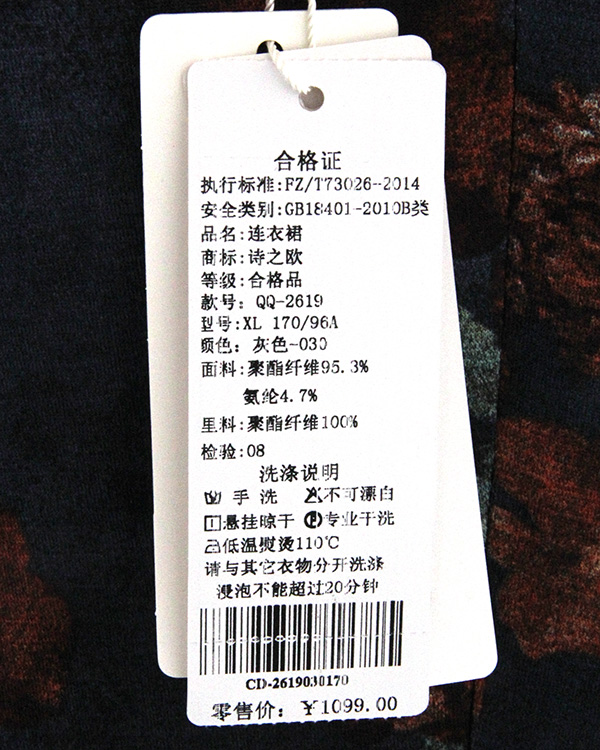 合格证
执行标准:FZ/T73026-2014
安全类别:GB18401-2010B类
品名:连衣裙
商标:诗之欧
等级:合格品
款号: QQ-2619
型号:XL 170/96A
颜色: 灰色-030
面料:聚酯纤维95.3%
氨纶4.7%
里料:聚酯纤维100%
检验:08
洗涤说明
手 洗 不可漂白
悬挂晾干 专业干洗
低温熨烫110℃
请与其它衣物分开洗涤
浸泡不能超过20分钟
CD-2619030170
零售价: ¥1099.00